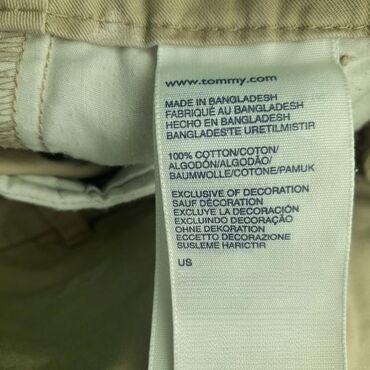 www.tommy.com
MADE IN BANGLADESH
FABRIQUÉ AU BANGLADESH
HECHO EN BANGLADESH
BANGLADES'TE URETILMISTIR
100% COTTON/COTON/
ALGODÓN/ALGODÃO/
BAUMWOLLE/COTONE/PAMUK
EXCLUSIVE OF DECORATION
SAUF DÉCORATION
EXCLUYE LA DECORACIÓN
EXCLUINDO DECORAÇÃO
OHNE DEKORATION
ECCETTO DECORAZIONE
SUSLEME HARICTIR
US